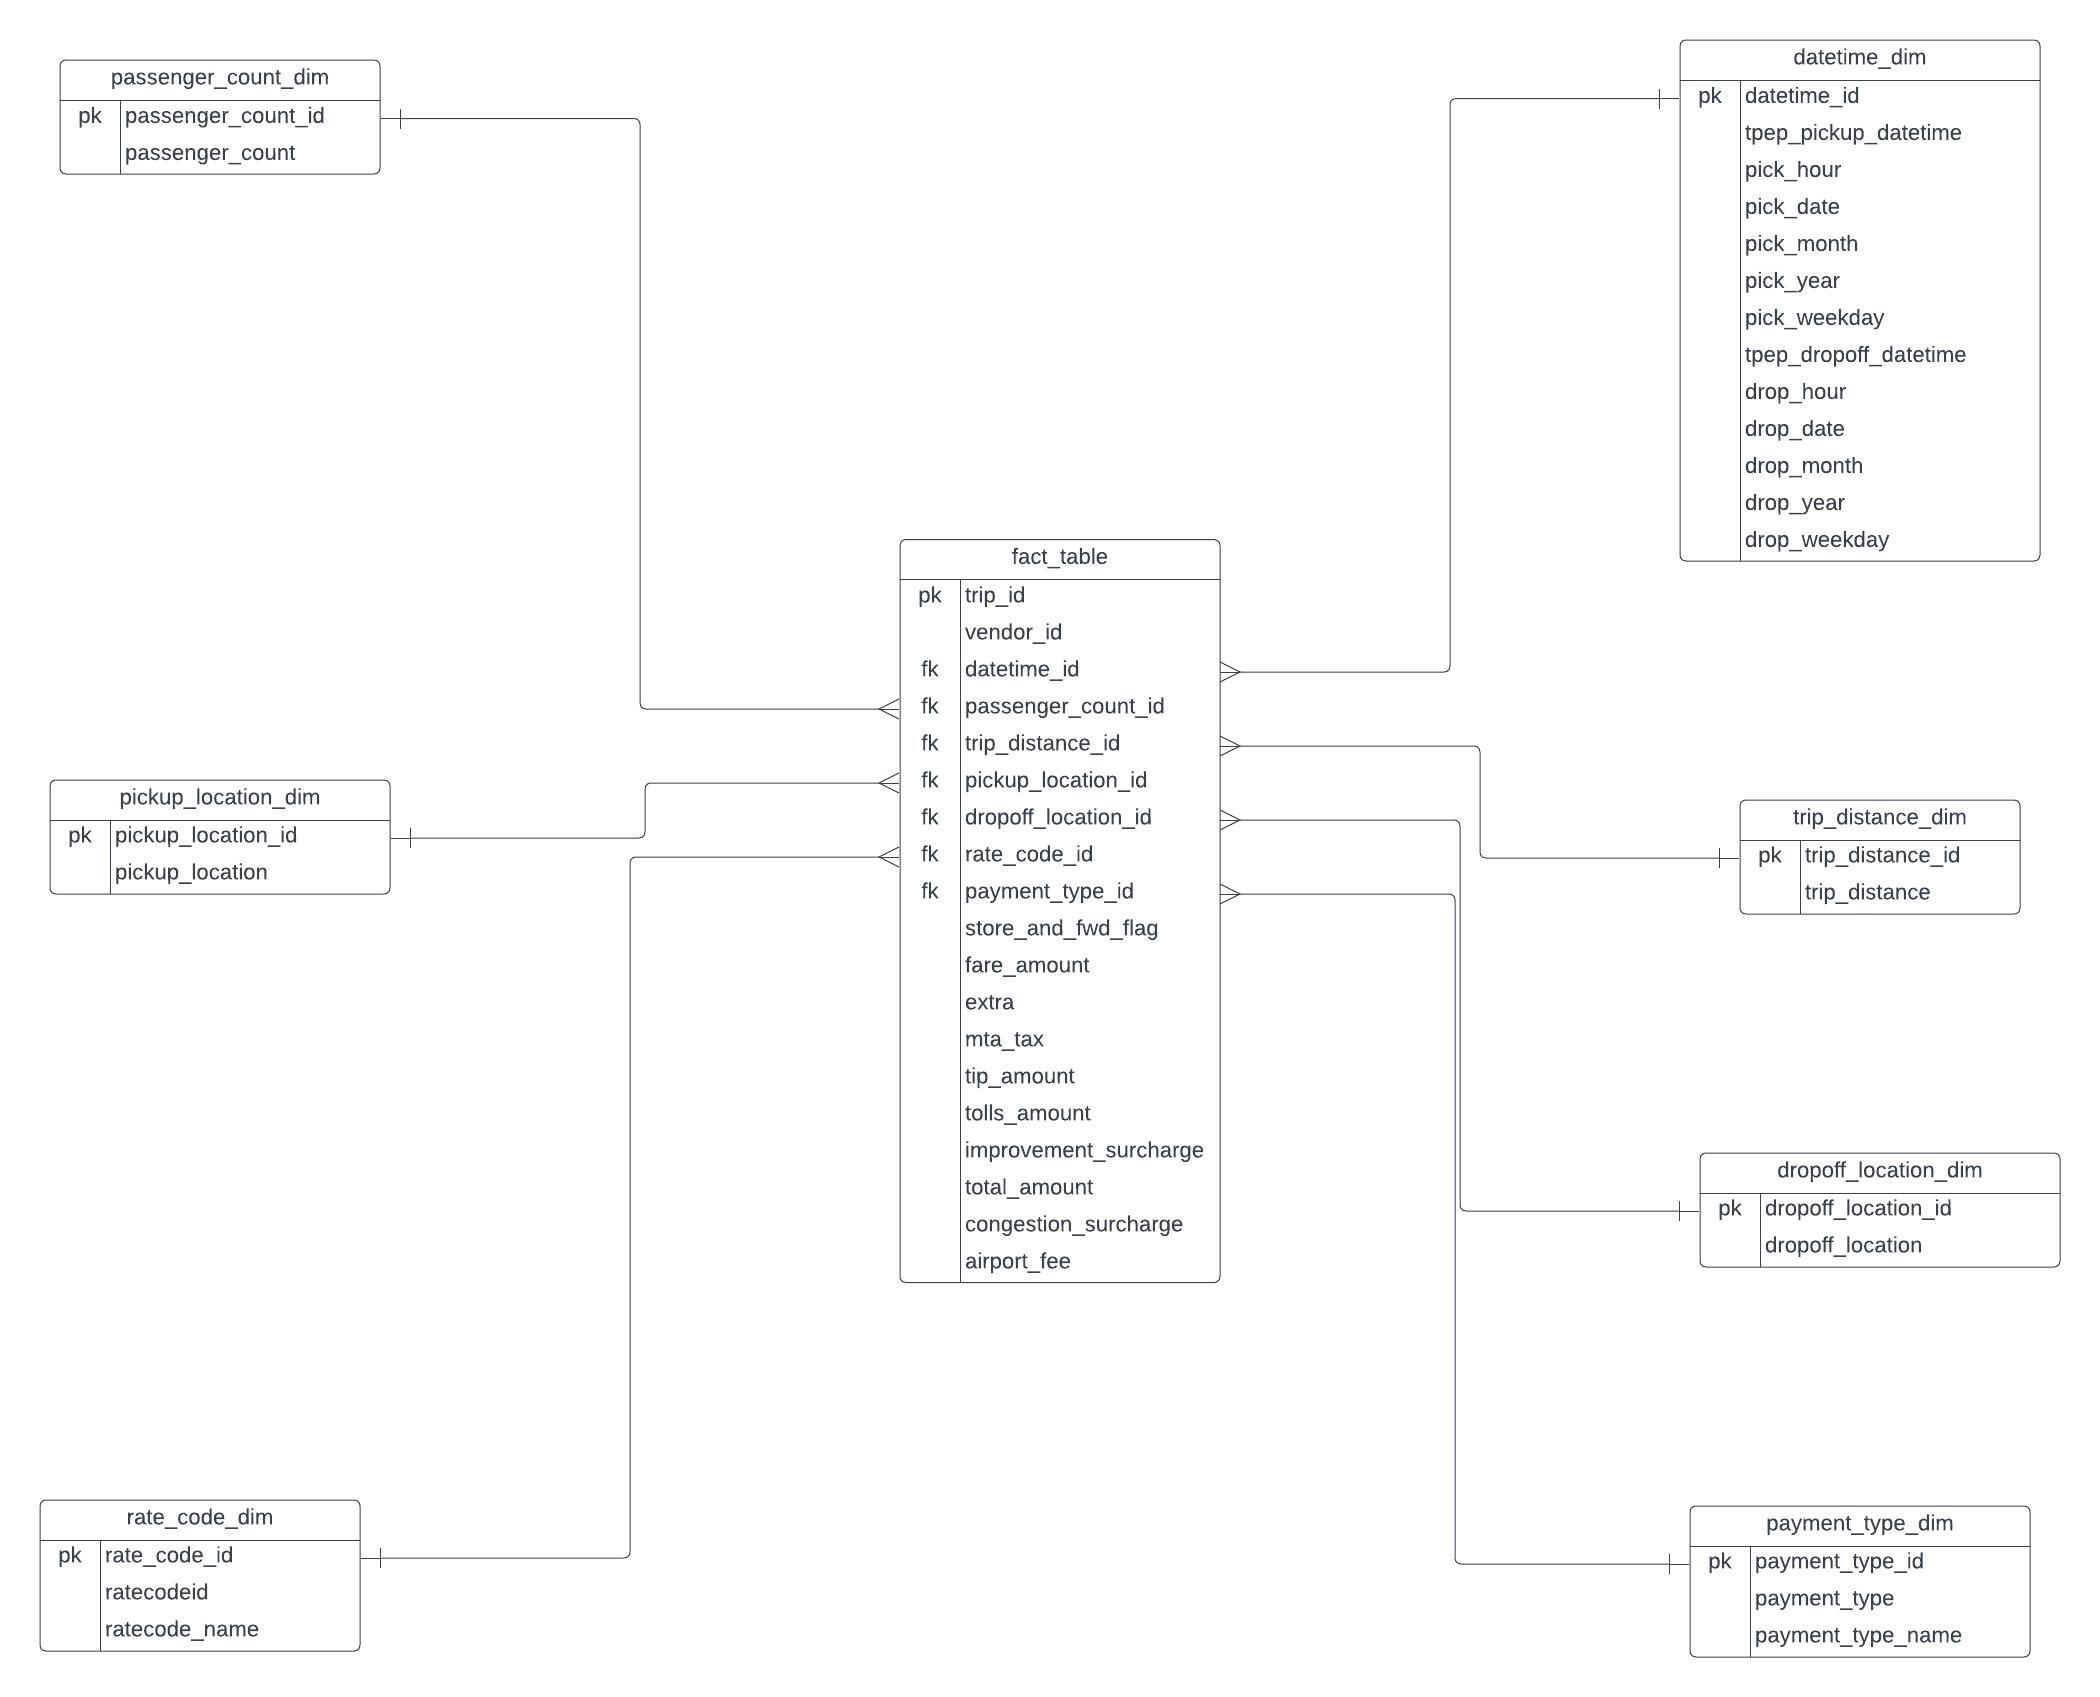 passenger_count_dim
pk passenger_count_id
passenger_count
datetime_dim
pk datetime_id
tpep_pickup_datetime
pick_hour
pick_date
pick_month
pick_year
pick_weekday
tpep_dropoff_datetime
drop_hour
drop_date
drop_month
drop_year
drop_weekday
fact_table
pk trip_id
vendor_id
fk datetime_id
fk passenger_count_id
fk trip_distance_id
fk pickup_location_id
fk dropoff_location_id
fk rate_code_id
fk payment_type_id
store_and_fwd_flag
fare_amount
extra
mta_tax
tip_amount
tolls_amount
improvement_surcharge
total_amount
congestion_surcharge
airport_fee
pickup_location_dim
pk pickup_location_id
pickup_location
trip_distance_dim
pk trip_distance_id
trip_distance
dropoff_location_dim
pk dropoff_location_id
dropoff_location
rate_code_dim
pk rate_code_id
ratecodeid
ratecode_name
payment_type_dim
pk payment_type_id
payment_type
payment_type_name